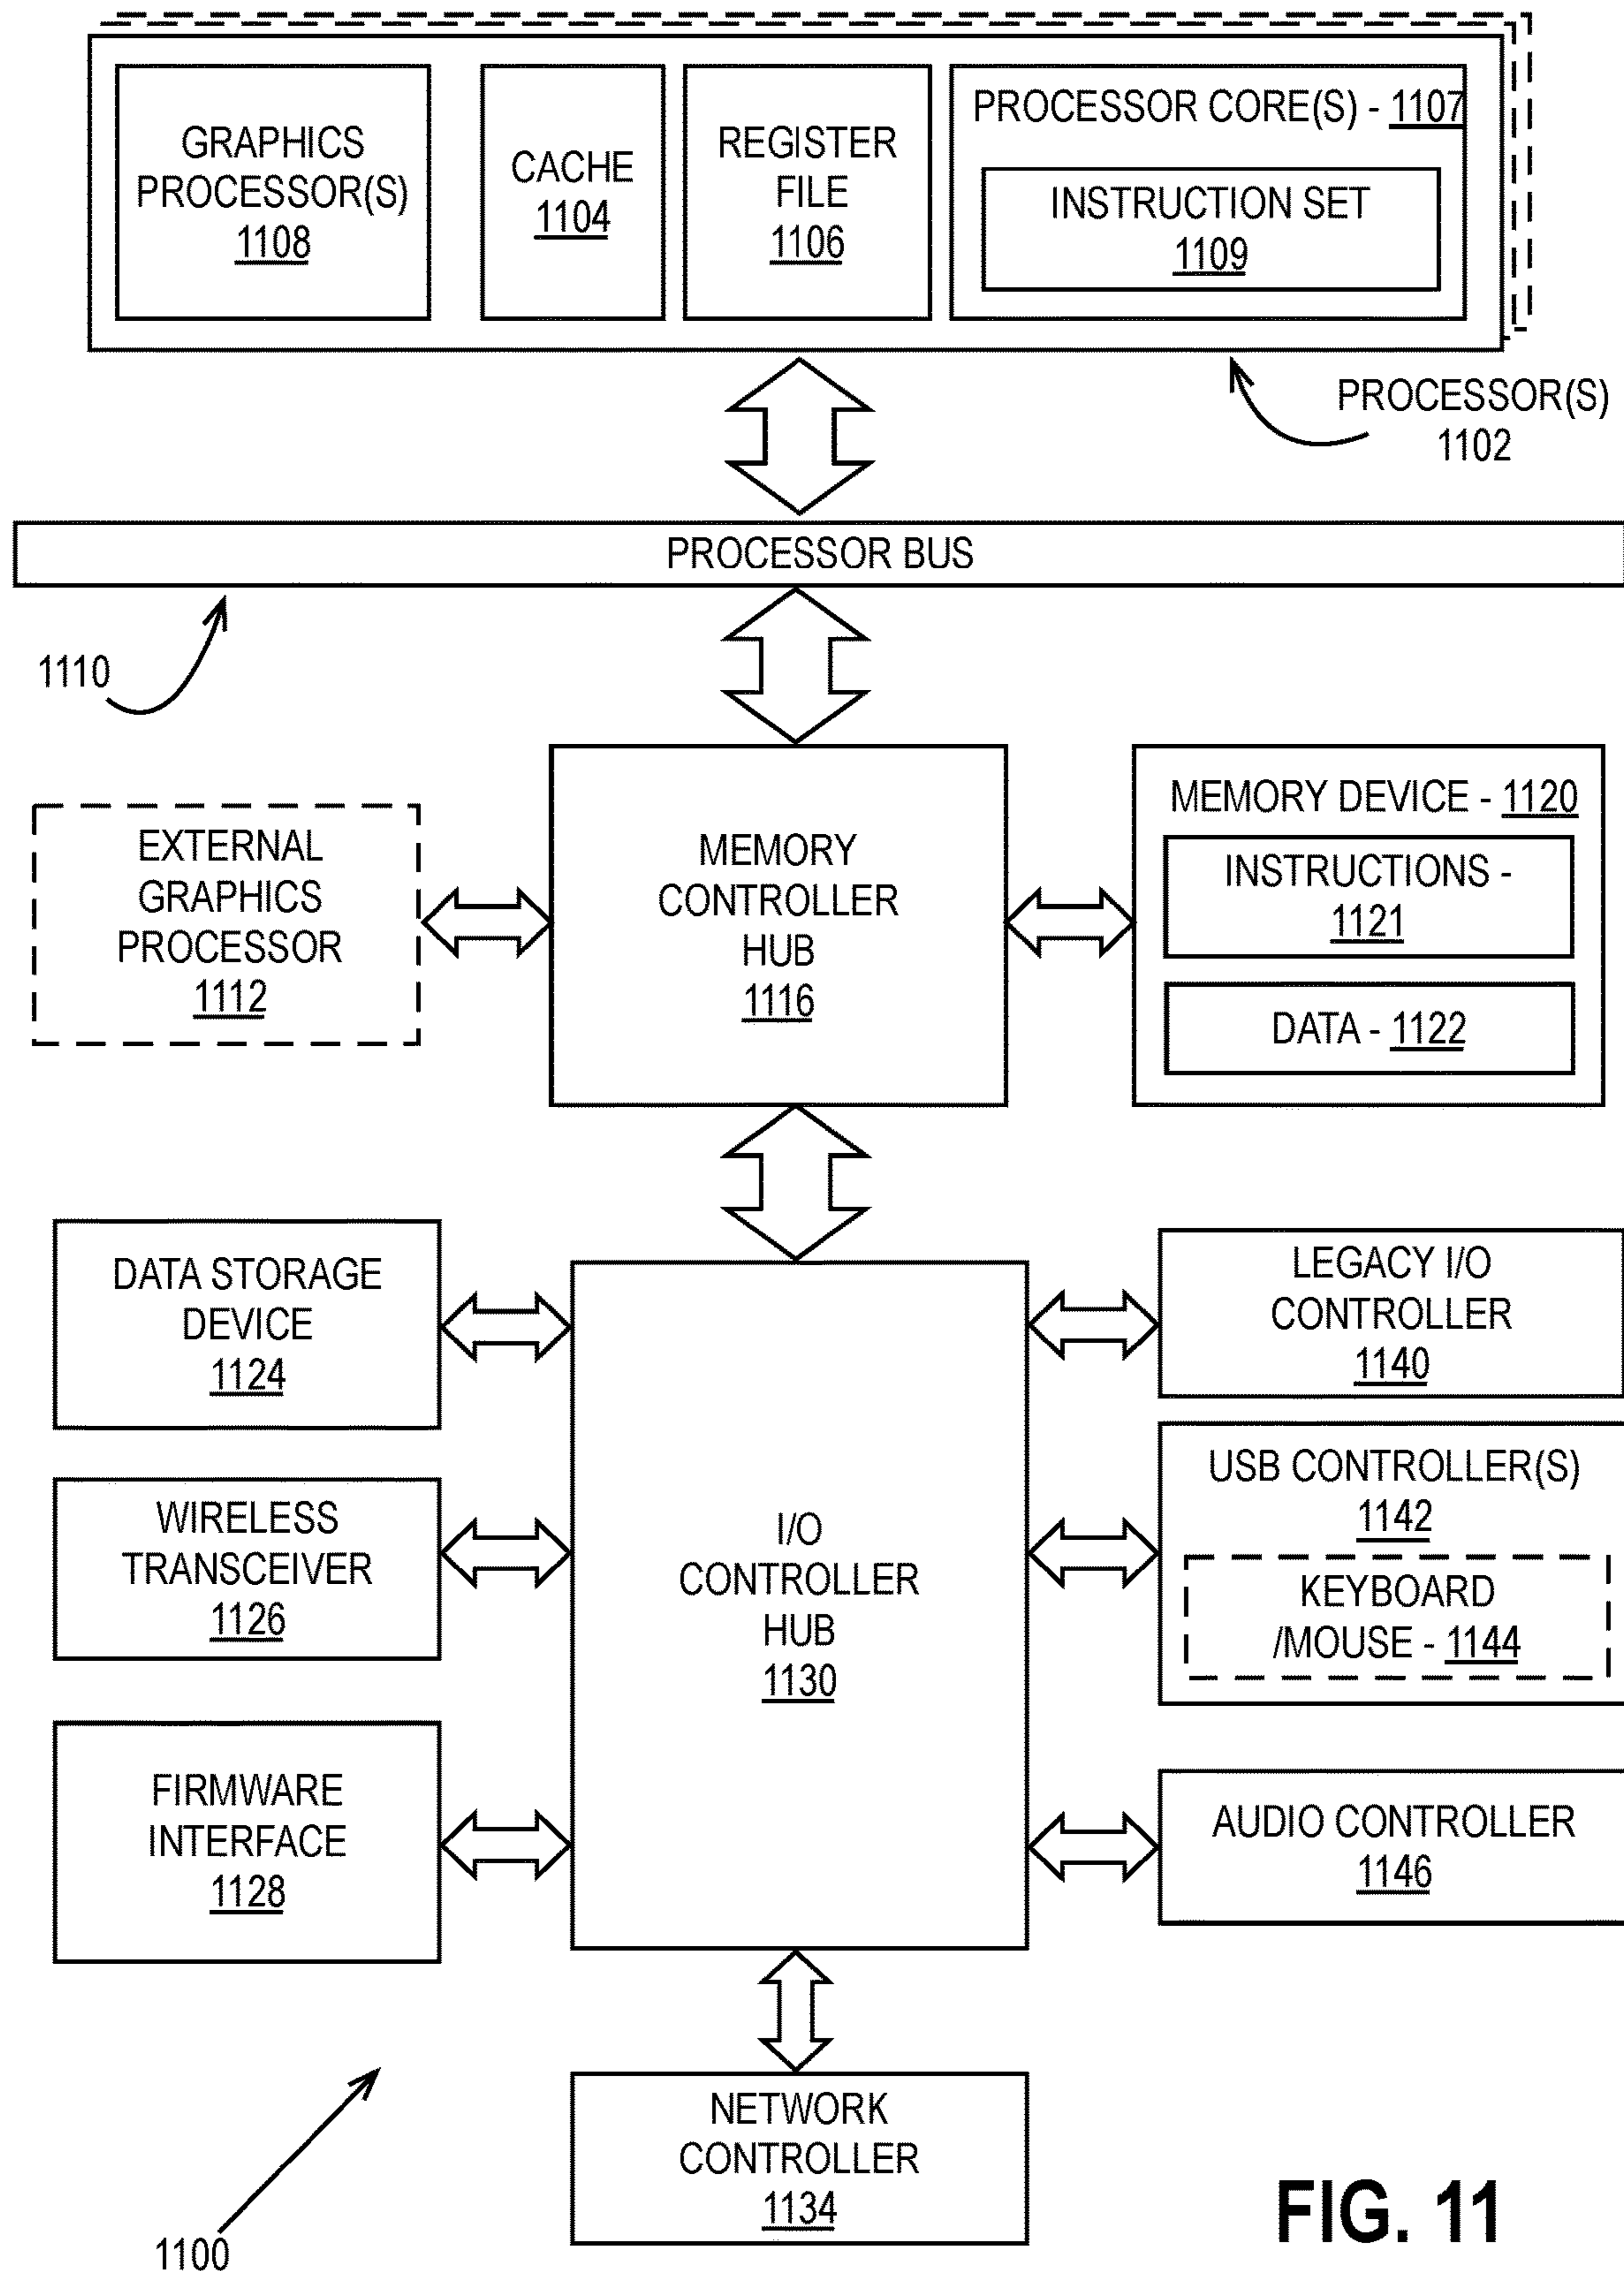 GRAPHICS
PROCESSOR(S)
1108
CACHE
1104
REGISTER
FILE
1106
PROCESSOR CORE(S) - 1107
INSTRUCTION SET
1109
PROCESSOR(S)
1102
PROCESSOR BUS
1110
EXTERNAL
GRAPHICS
PROCESSOR
1112
MEMORY
CONTROLLER
HUB
1116
MEMORY DEVICE - 1120
INSTRUCTIONS -
1121
DATA - 1122
DATA STORAGE
DEVICE
1124
WIRELESS
TRANSCEIVER
1126
FIRMWARE
INTERFACE
1128
I/O
CONTROLLER
HUB
1130
LEGACY I/O
CONTROLLER
1140
USB CONTROLLER(S)
1142
KEYBOARD
/MOUSE - 1144
AUDIO CONTROLLER
1146
NETWORK
CONTROLLER
1134
1100
FIG. 11